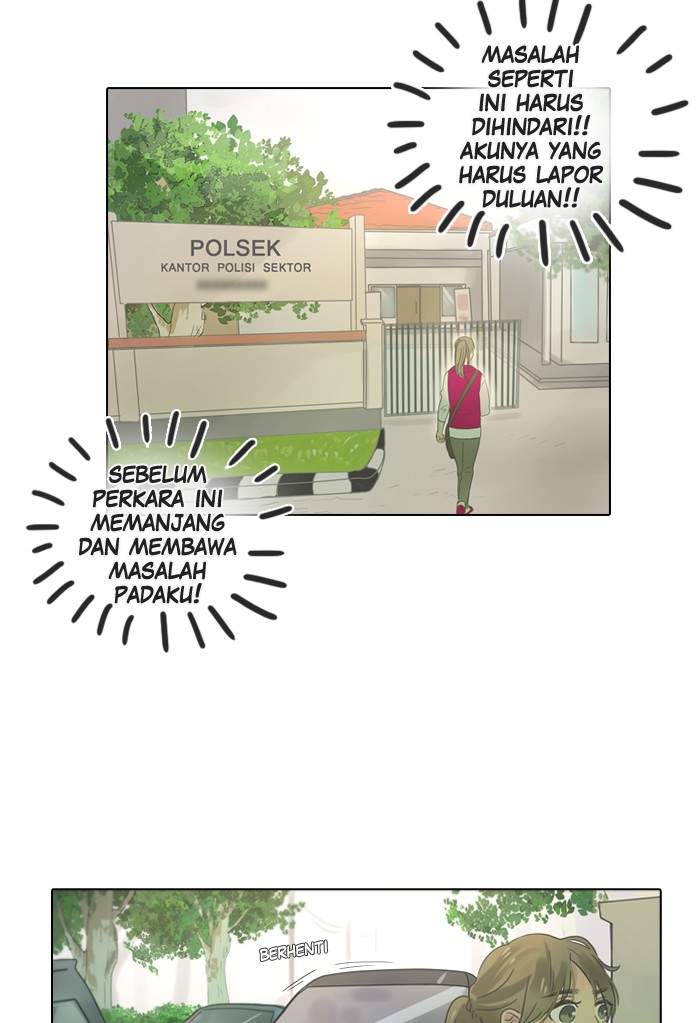 MASALAH
SEPERTI
INI HARUS
DIHINDARI!!
AKUNYA YANG
HARUS LAPOR
DULUAN!!
POLSEK
KANTOR POLISI SEKTOR
SEBELUM
PERKARA INI
MEMANJANG
DAN MEMBAWA
MASALAH
PADAKU!
BERHENTI